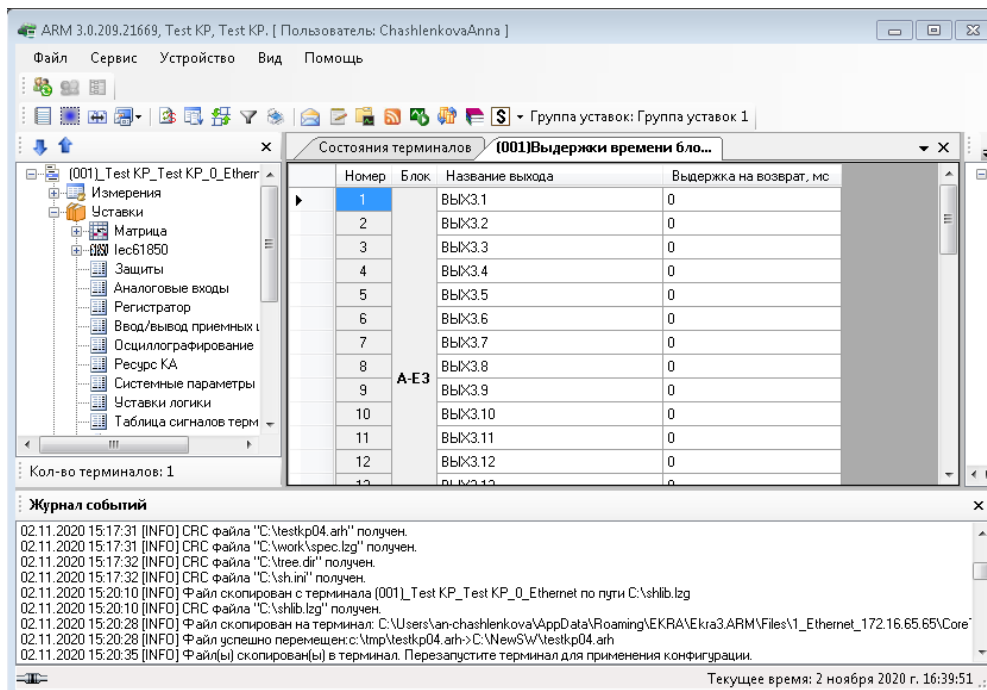 ARM 3.0.209.21669, Test KP, Test KP. [ Пользователь: ChashlenkovaAnna ]
Файл Сервис Устройство Вид Помощь
Группа уставок: Группа уставок 1
(001)_Test KP_Test KP_0_Ethern
Измерения
Уставки
Матрица
Iec61850
Защиты
Аналоговые входы
Регистратор
Ввод/вывод приемных
Осциллографирование
Ресурс КА
Системные параметры
Уставки логики
Таблица сигналов терм
Кол-во терминалов: 1
Состояния терминалов (001)Выдержки времени бло...
Номер Блок Название выхода Выдержка на возврат, мс
A-E3
1 ВЫХ3.1 0
2 ВЫХ3.2 0
3 ВЫХ3.3 0
4 ВЫХ3.4 0
5 ВЫХ3.5 0
6 ВЫХ3.6 0
7 ВЫХ3.7 0
8 ВЫХ3.8 0
9 ВЫХ3.9 0
10 ВЫХ3.10 0
11 ВЫХ3.11 0
12 ВЫХ3.12 0
Журнал событий
02.11.2020 15:17:31 [INFO] CRC файла "C:\testkp04.arh" получен.
02.11.2020 15:17:31 [INFO] CRC файла "C:\work\spec.lzg" получен.
02.11.2020 15:17:32 [INFO] CRC файла "C:\tree.dir" получен.
02.11.2020 15:17:32 [INFO] CRC файла "C:\sh.ini" получен.
02.11.2020 15:20:10 [INFO] Файл скопирован с терминала (001)_Test KP_Test KP_0_Ethernet по пути C:\shlib.lzg
02.11.2020 15:20:10 [INFO] CRC файла "C:\shlib.lzg" получен.
02.11.2020 15:20:28 [INFO] Файл скопирован на терминал: C:\Users\an-chashlenkova\AppData\Roaming\EKRA\Ekra3.ARM\Files\1_Ethernet_172.16.65.65\Core
02.11.2020 15:20:28 [INFO] Файл успешно перемещен:c:\tmp\testkp04.arh->C:\NewSW\testkp04.arh
02.11.2020 15:20:35 [INFO] Файл(ы) скопирован(ы) в терминал. Перезапустите терминал для применения конфигурации.
Текущее время: 2 ноября 2020 г. 16:39:51